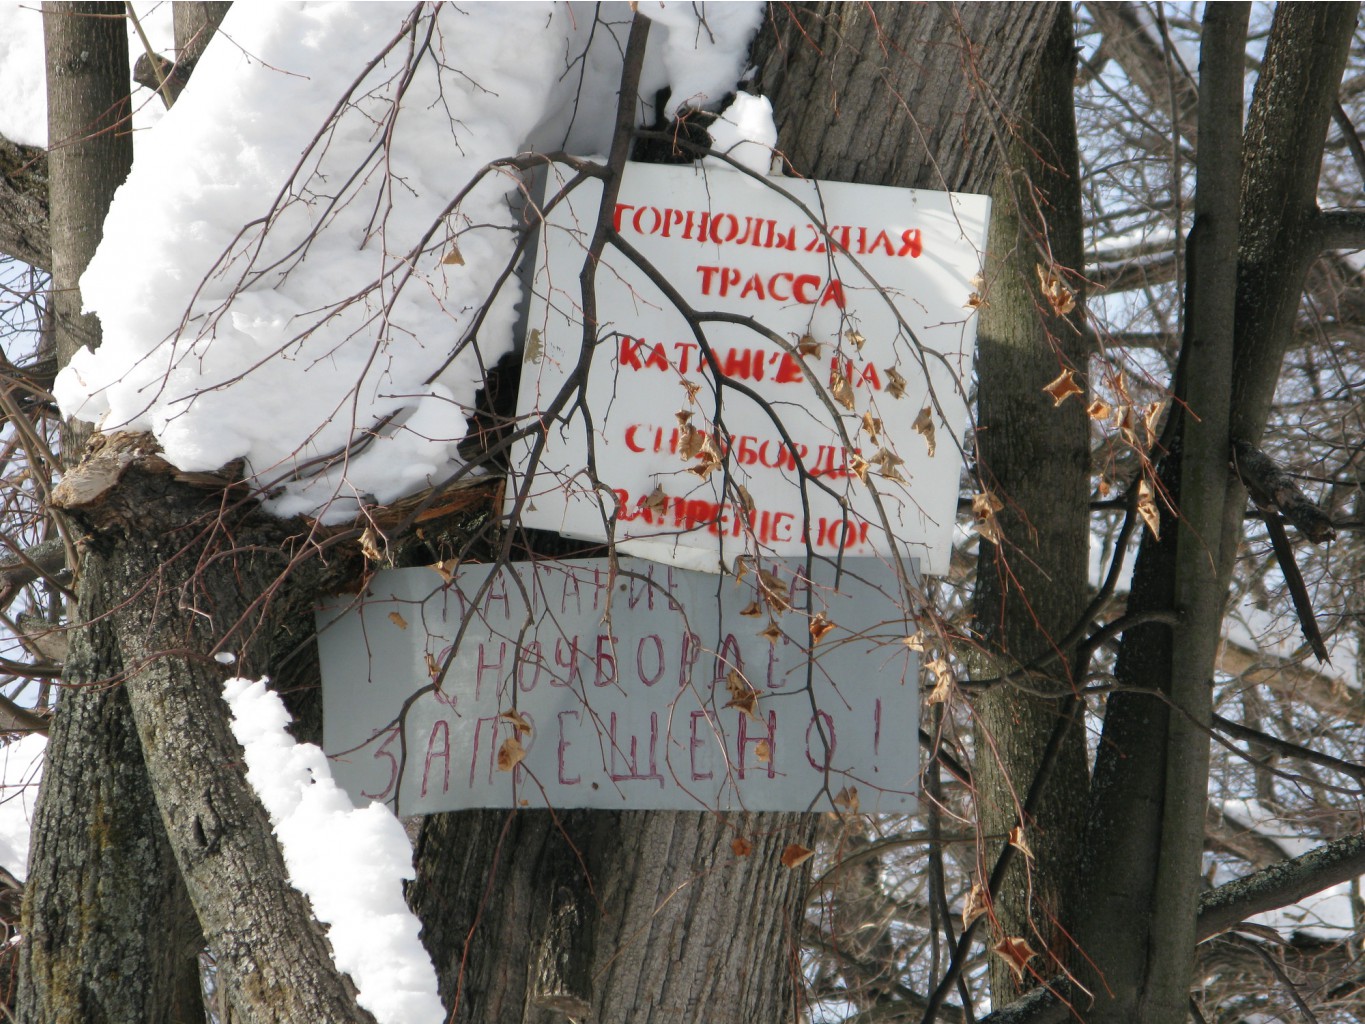 ГОРНОЛЫЖНАЯ
ТРАССА
КАТАНИЕ НА
СНОУБОРДЕ
ЗАПРЕЩЕНО!
КАТАНИЕ НА
СНОУБОРДЕ
ЗАПРЕЩЕНО!